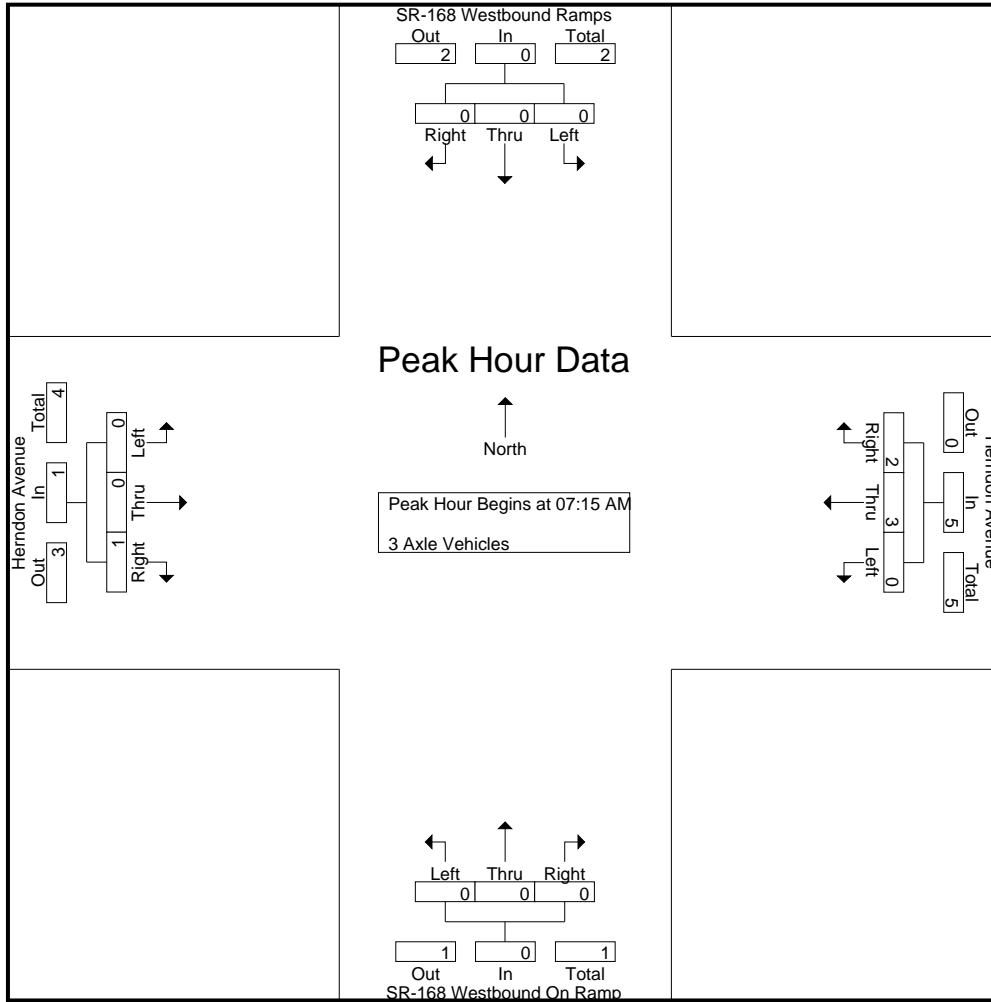 SR-168 Westbound Ramps
Out In Total
2 0 2
0 0 0
Right Thru Left
Peak Hour Data
North
Peak Hour Begins at 07:15 AM
3 Axle Vehicles
Herndon Avenue
Out In Total
3 1 4
Left Thru Right
0 0 1
Herndon Avenue
Out In Total
0 5 5
Right Thru Left
2 3 0
Left Thru Right
0 0 0
1 0 1
Out In Total
SR-168 Westbound On Ramp